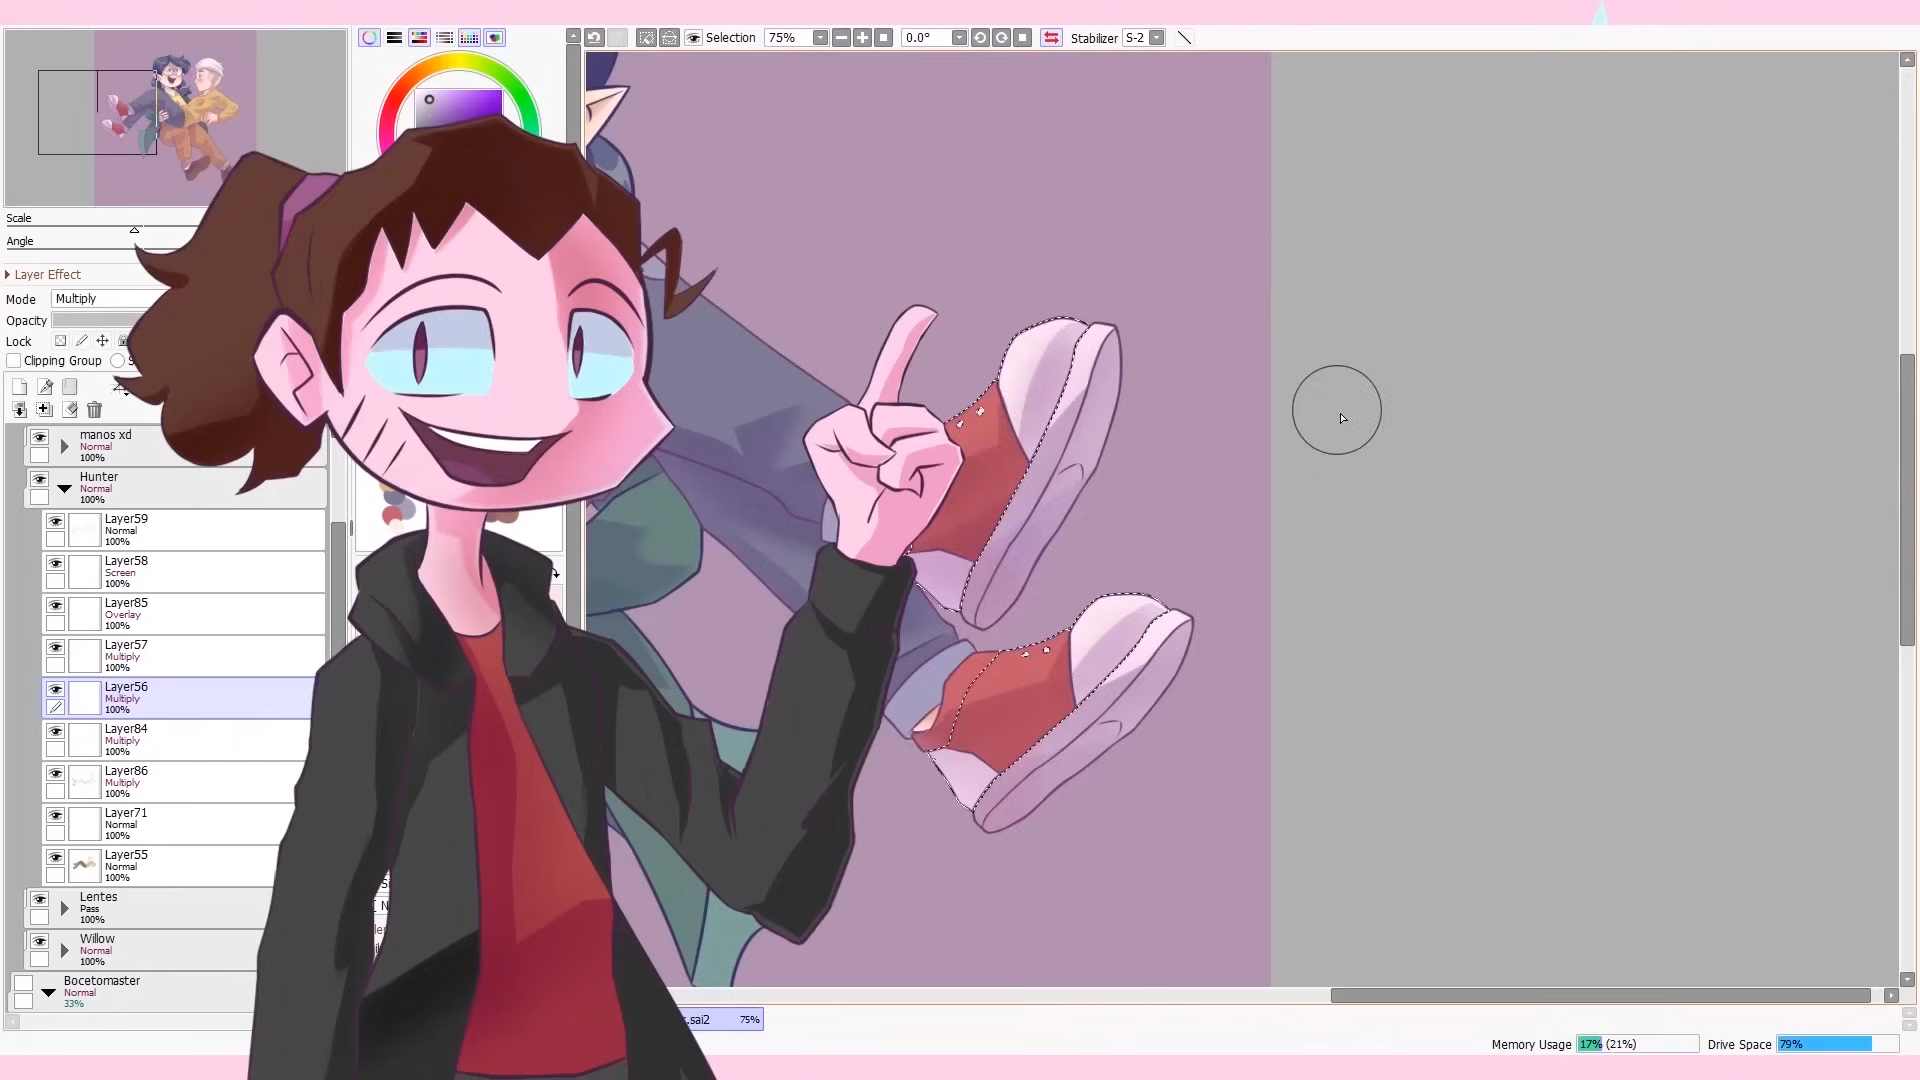 Selection 75% 0.0° Stabilizer S-2
Scale
Angle
Layer Effect
Mode Multiply
Opacity
Lock
Clipping Group
manos xd
Normal
100%
Hunter
Normal
100%
Layer59
Normal
100%
Layer58
Screen
100%
Layer85
Overlay
100%
Layer57
Multiply
100%
Layer56
Multiply
100%
Layer84
Multiply
100%
Layer86
Multiply
100%
Layer71
Normal
100%
Layer55
Normal
100%
Lentes
Pass
100%
Willow
Normal
100%
Bocetomaster
Normal
33%
.sai2 75%
Memory Usage 17% (21%) Drive Space 79%